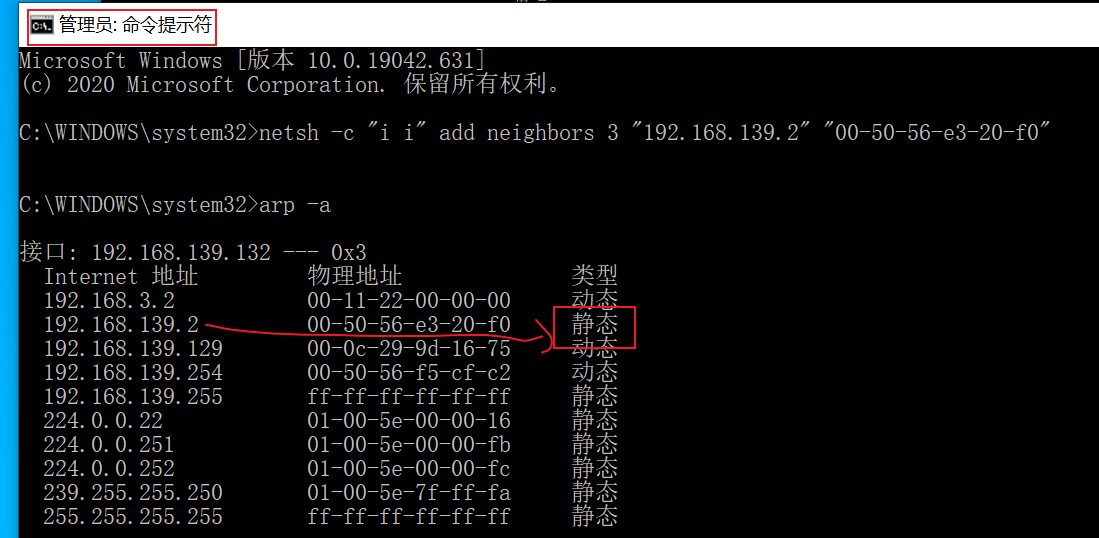 管理员: 命令提示符
Microsoft Windows [版本 10.0.19042.631]
(c) 2020 Microsoft Corporation. 保留所有权利。
C:\WINDOWS\system32>netsh -c "i i" add neighbors 3 "192.168.139.2" "00-50-56-e3-20-f0"
C:\WINDOWS\system32>arp -a
接口: 192.168.139.132 --- 0x3
Internet 地址 物理地址 类型
192.168.3.2 00-11-22-00-00-00 动态
192.168.139.2 00-50-56-e3-20-f0 静态
192.168.139.129 00-0c-29-9d-16-75 动态
192.168.139.254 00-50-56-f5-cf-c2 动态
192.168.139.255 ff-ff-ff-ff-ff-ff 静态
224.0.0.22 01-00-5e-00-00-16 静态
224.0.0.251 01-00-5e-00-00-fb 静态
224.0.0.252 01-00-5e-00-00-fc 静态
239.255.255.250 01-00-5e-7f-ff-fa 静态
255.255.255.255 ff-ff-ff-ff-ff-ff 静态